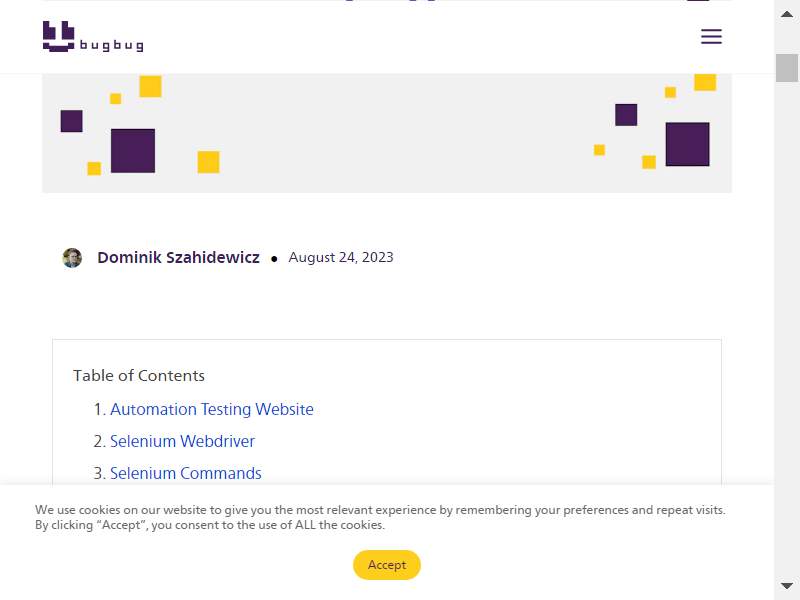 bugbug
Dominik Szahidewicz ● August 24, 2023
Table of Contents
1. Automation Testing Website
2. Selenium Webdriver
3. Selenium Commands
We use cookies on our website to give you the most relevant experience by remembering your preferences and repeat visits.
By clicking “Accept”, you consent to the use of ALL the cookies.
Accept